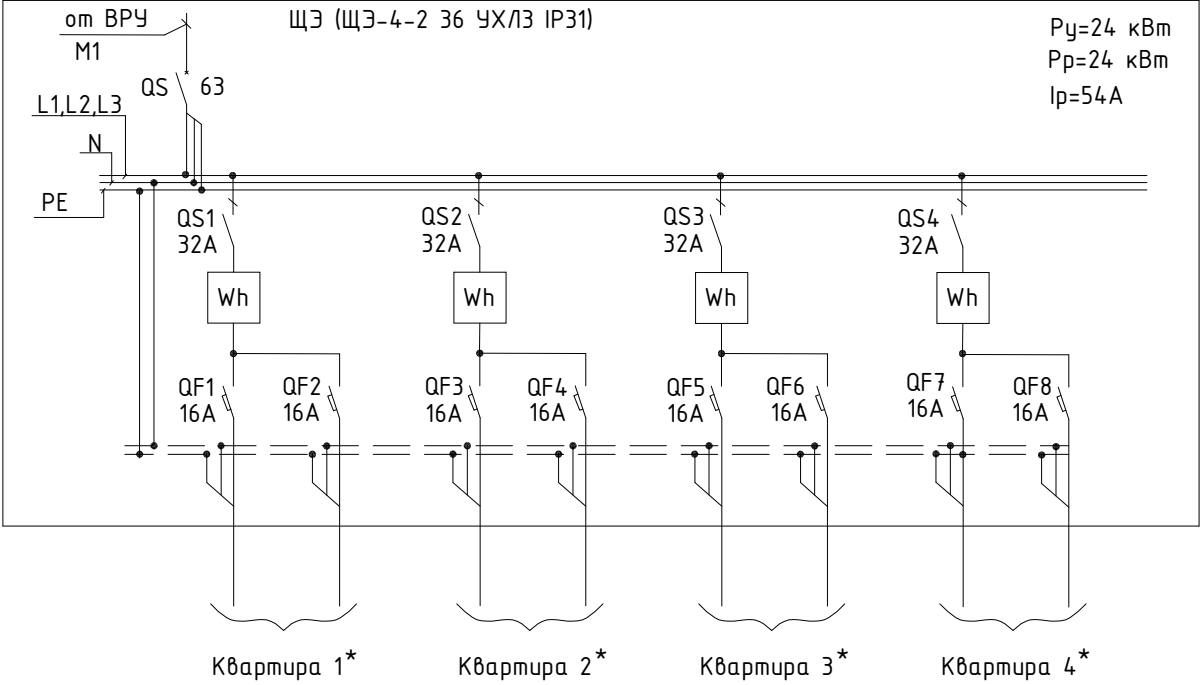 от ВРУ
М1
ЩЭ (ЩЭ-4-2 36 УХЛ3 IP31)
Ру=24 кВт
Рр=24 кВт
Iр=54А
QS 63
L1,L2,L3
N
PE
QS1
32А
QS2
32А
QS3
32А
QS4
32А
Wh
Wh
Wh
Wh
QF1
16А
QF2
16А
QF3
16А
QF4
16А
QF5
16А
QF6
16А
QF7
16А
QF8
16А
Квартира 1*
Квартира 2*
Квартира 3*
Квартира 4*